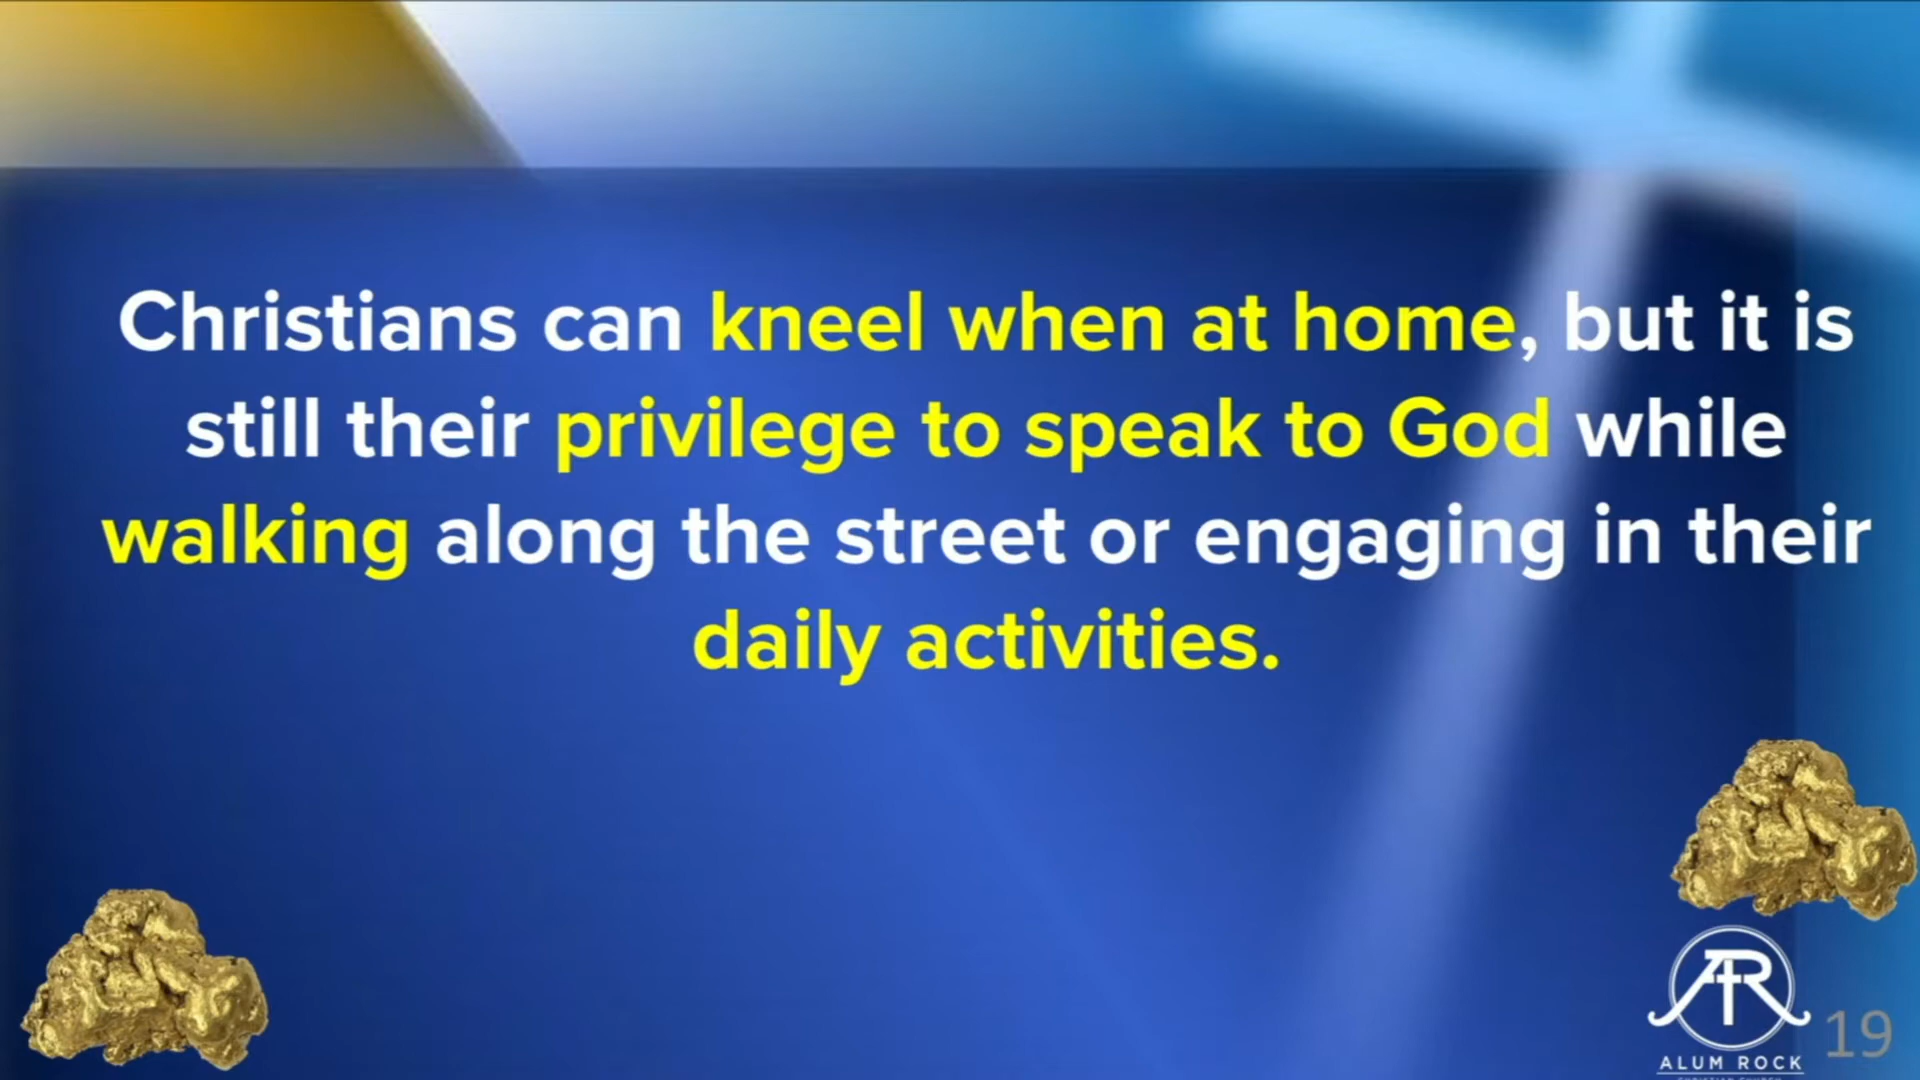 Christians can kneel when at home, but it is
still their privilege to speak to God while
walking along the street or engaging in their
daily activities.
AR
ALUM ROCK
19